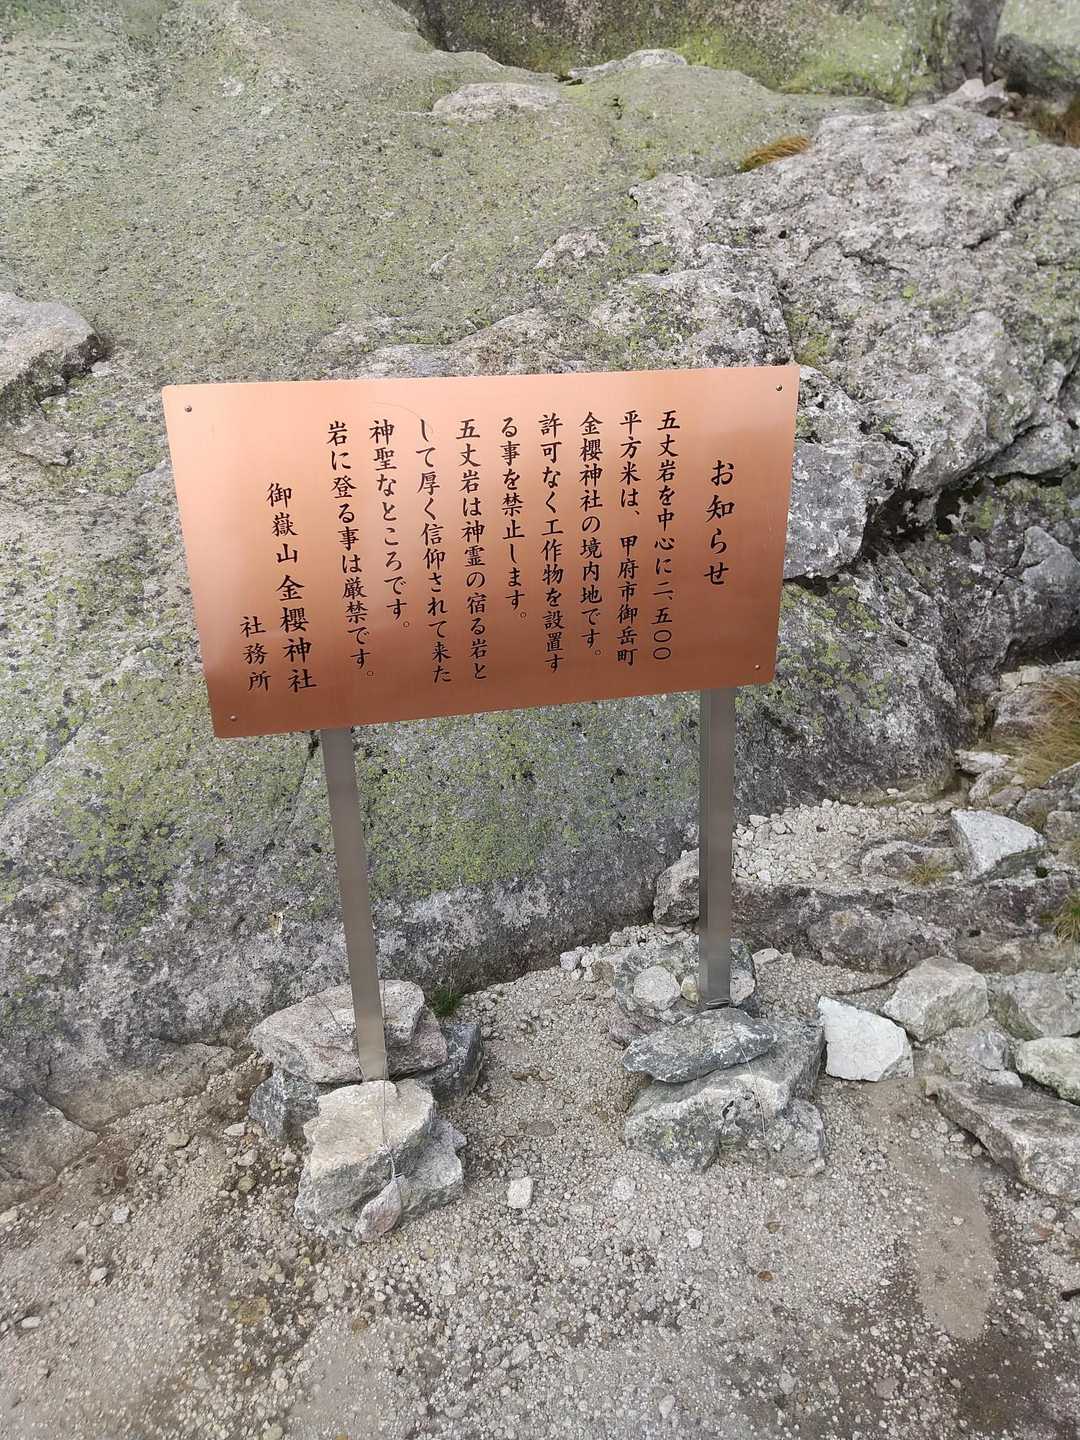 お知らせ
五丈岩を中心に二、五〇〇
平方米は、甲府市御岳町
金櫻神社の境内地です。
許可なく工作物を設置す
る事を禁止します。
五丈岩は神霊の宿る岩と
して厚く信仰されて来た
神聖なところです。
岩に登る事は厳禁です。
御嶽山金櫻神社
社務所